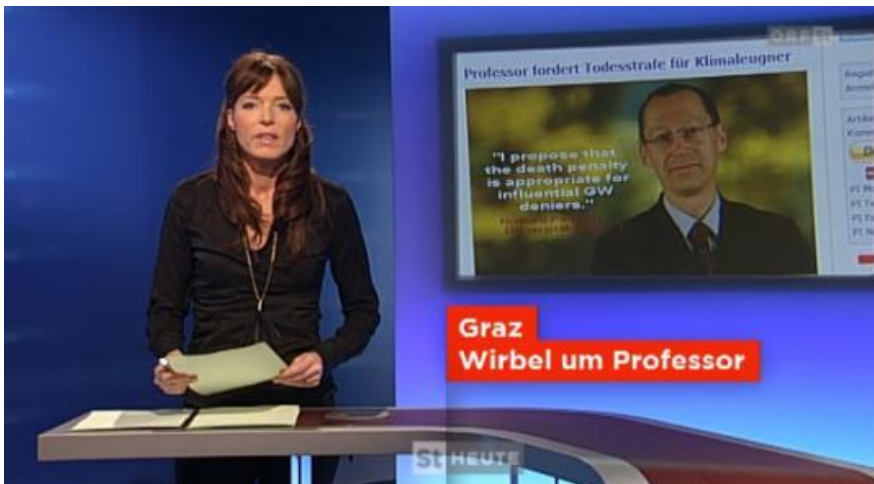 ORF 2
Professor fordert Todesstrafe für Klimaleugner
"I propose that
the death penalty
is appropriate for
influential GW
deniers."
Graz
Wirbel um Professor
St HEUTE